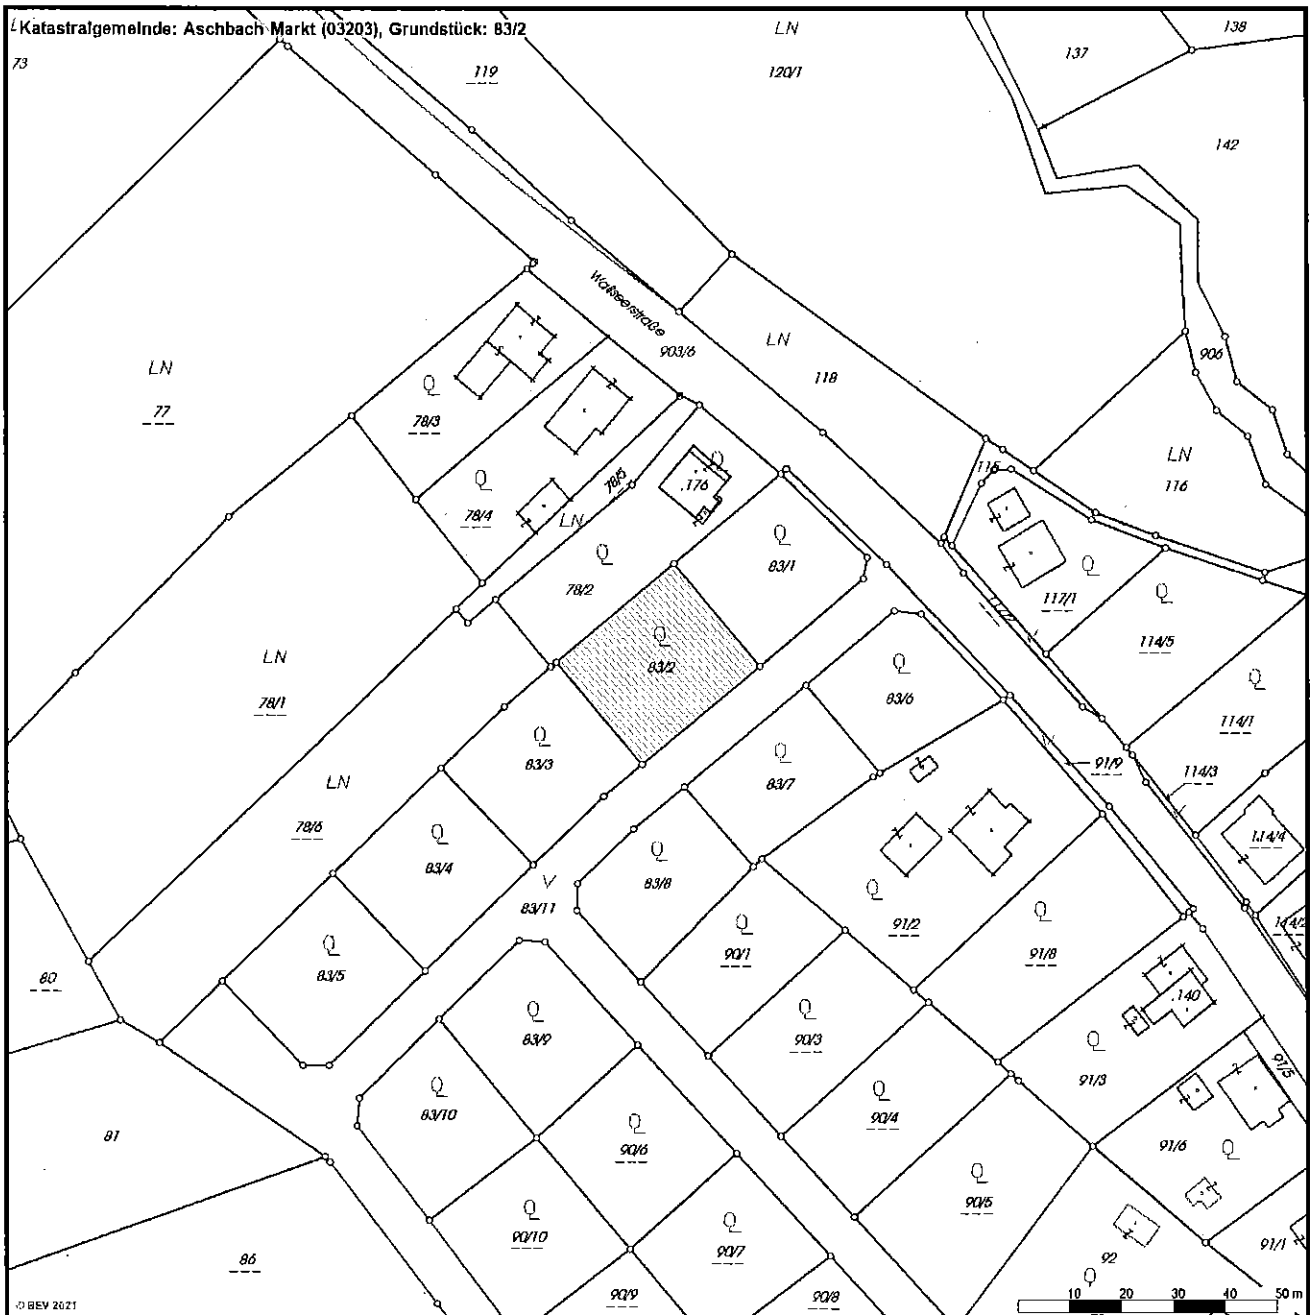 Katastralgemeinde: Aschbach Markt (03203), Grundstück: 83/2
LN
138
137
73
119
120/1
142
Wallseerstraße
903/6
LN
118
906
LN
77
Q
78/3
LN
116
115
Q
78/4
78/5
LN
Q
.176
Q
83/1
Q
78/2
Q
117/1
Q
114/5
Q
83/2
LN
78/1
Q
83/6
Q
114/1
Q
83/3
Q
83/7
91/9
114/3
LN
78/6
114/4
Q
83/4
Q
83/8
V
83/11
Q
91/2
Q
91/8
114/2
Q
83/5
Q
90/1
80
.140
Q
83/9
Q
90/3
Q
91/3
91/5
Q
83/10
Q
90/4
81
Q
90/6
91/6
Q
Q
90/5
Q
90/10
Q
90/7
86
92
Q
91/1
90/9
90/8
10 20 30 40 50 m
© BEV 2021